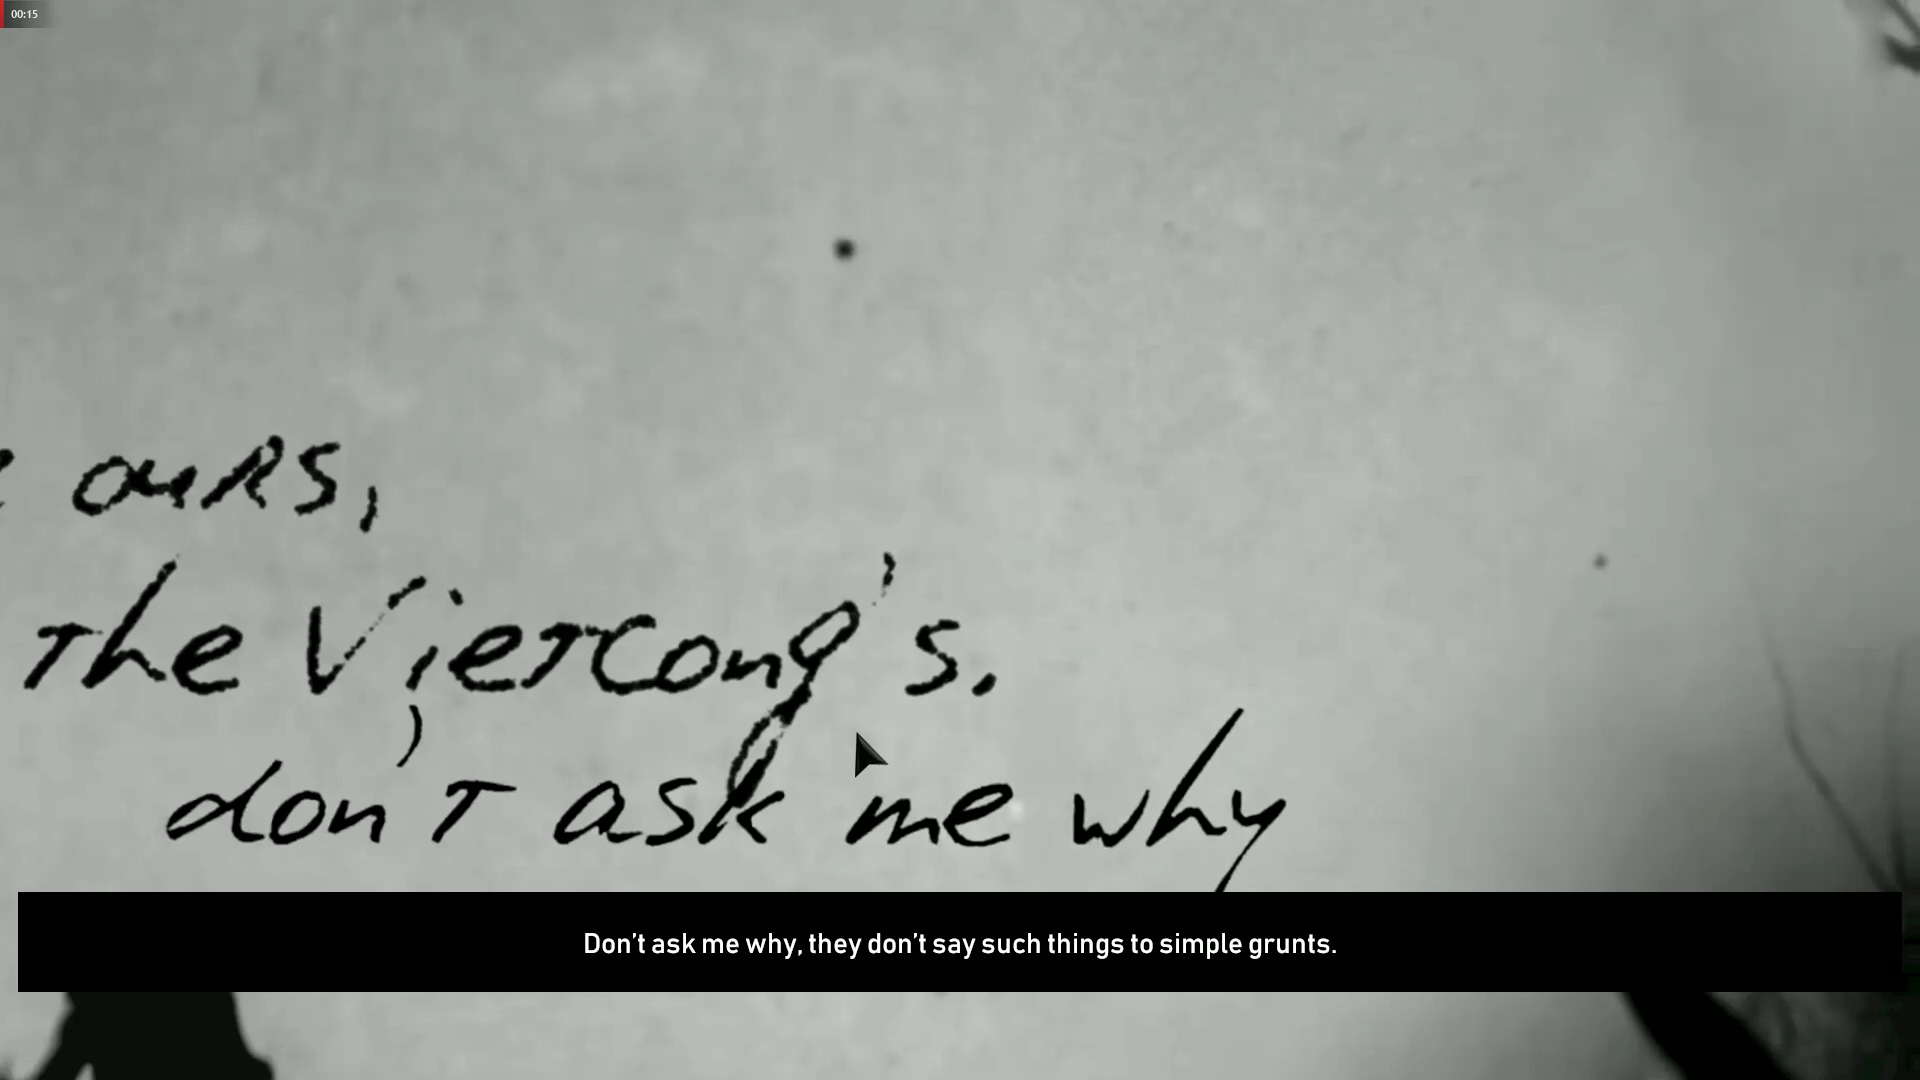 00:15
ours,
the Vietcong's.
don't ask me why
Don't ask me why, they don't say such things to simple grunts.